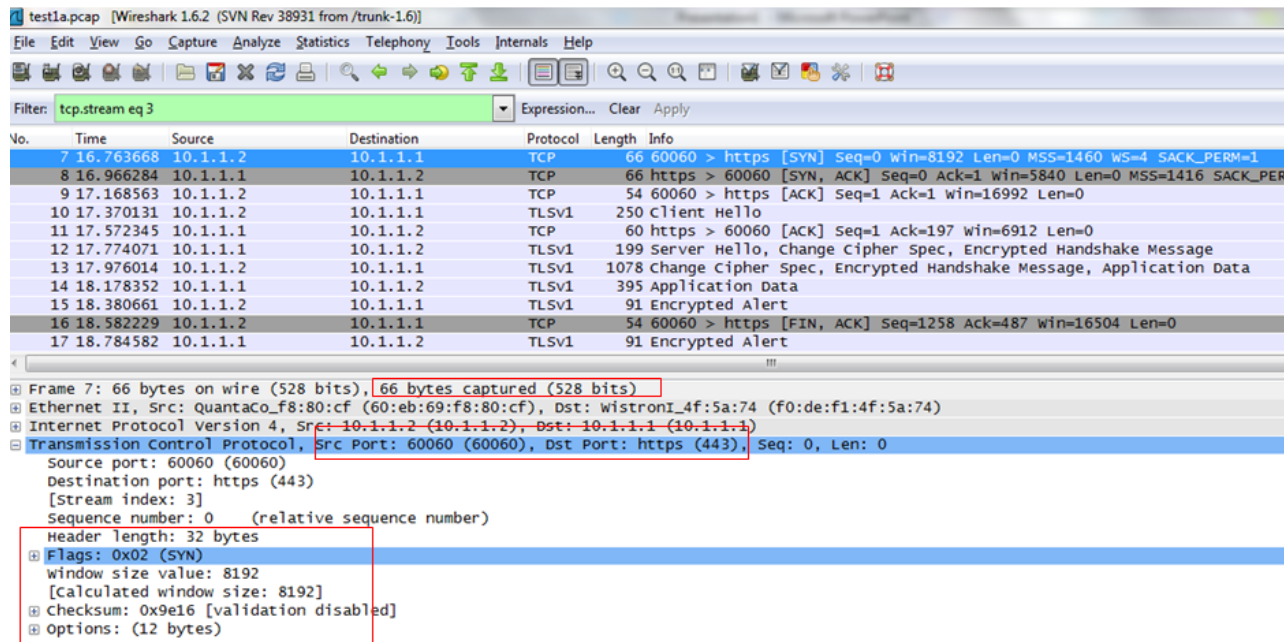 test1a.pcap [Wireshark 1.6.2 (SVN Rev 38931 from /trunk-1.6)]
File Edit View Go Capture Analyze Statistics Telephony Tools Internals Help
Filter: tcp.stream eq 3 Expression... Clear Apply
No. Time Source Destination Protocol Length Info
7 16.763668 10.1.1.2 10.1.1.1 TCP 66 60060 > https [SYN] Seq=0 Win=8192 Len=0 MSS=1460 WS=4 SACK_PERM=1
8 16.966284 10.1.1.1 10.1.1.2 TCP 66 https > 60060 [SYN, ACK] Seq=0 Ack=1 Win=5840 Len=0 MSS=1416 SACK_PER
9 17.168563 10.1.1.2 10.1.1.1 TCP 54 60060 > https [ACK] Seq=1 Ack=1 Win=16992 Len=0
10 17.370131 10.1.1.2 10.1.1.1 TLSv1 250 Client Hello
11 17.572345 10.1.1.1 10.1.1.2 TCP 60 https > 60060 [ACK] Seq=1 Ack=197 Win=6912 Len=0
12 17.774071 10.1.1.1 10.1.1.2 TLSv1 199 Server Hello, Change Cipher Spec, Encrypted Handshake Message
13 17.976014 10.1.1.2 10.1.1.1 TLSv1 1078 Change Cipher Spec, Encrypted Handshake Message, Application Data
14 18.178352 10.1.1.1 10.1.1.2 TLSv1 395 Application Data
15 18.380661 10.1.1.2 10.1.1.1 TLSv1 91 Encrypted Alert
16 18.582229 10.1.1.2 10.1.1.1 TCP 54 60060 > https [FIN, ACK] Seq=1258 Ack=487 Win=16504 Len=0
17 18.784582 10.1.1.1 10.1.1.2 TLSv1 91 Encrypted Alert
Frame 7: 66 bytes on wire (528 bits), 66 bytes captured (528 bits)
Ethernet II, Src: QuantaCo_f8:80:cf (60:eb:69:f8:80:cf), Dst: WistronI_4f:5a:74 (f0:de:f1:4f:5a:74)
Internet Protocol Version 4, Src: 10.1.1.2 (10.1.1.2), Dst: 10.1.1.1 (10.1.1.1)
Transmission Control Protocol, Src Port: 60060 (60060), Dst Port: https (443), Seq: 0, Len: 0
Source port: 60060 (60060)
Destination port: https (443)
[Stream index: 3]
Sequence number: 0 (relative sequence number)
Header length: 32 bytes
Flags: 0x02 (SYN)
Window size value: 8192
[Calculated window size: 8192]
Checksum: 0x9e16 [validation disabled]
Options: (12 bytes)